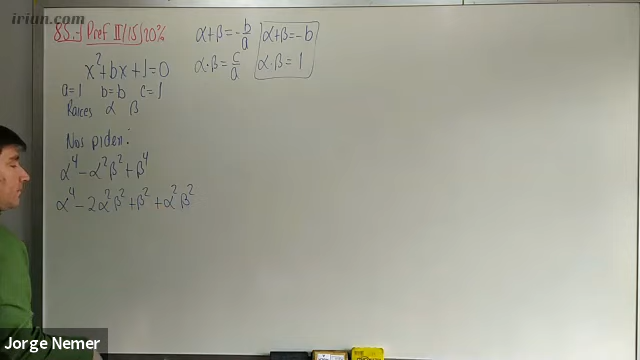 iriun.com
85.-) Pref II(15) 20%
x²+bx+1=0
a=1 b=b c=1
Raíces α β
Nos piden:
α⁴ - α²β² + β⁴
α⁴ - 2α²β² + β² + α²β²
α+β = -b/a
α·β = c/a
α+β = -b
α·β = 1
Jorge Nemer